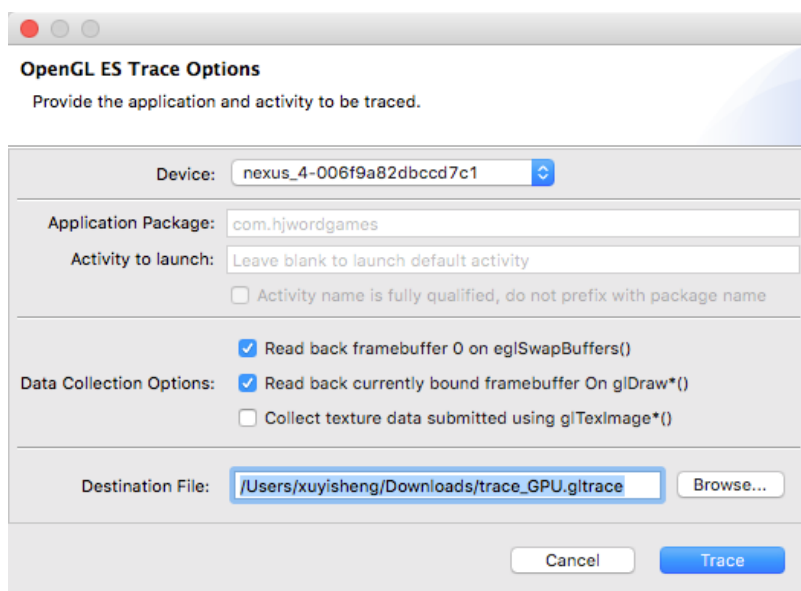 OpenGL ES Trace Options
Provide the application and activity to be traced.
Device: nexus_4-006f9a82dbccd7c1
Application Package: com.hjwordgames
Activity to launch: Leave blank to launch default activity
Activity name is fully qualified, do not prefix with package name
Read back framebuffer 0 on eglSwapBuffers()
Data Collection Options: Read back currently bound framebuffer On glDraw*()
Collect texture data submitted using glTexImage*()
Destination File: /Users/xuyisheng/Downloads/trace_GPU.gltrace Browse...
Cancel Trace